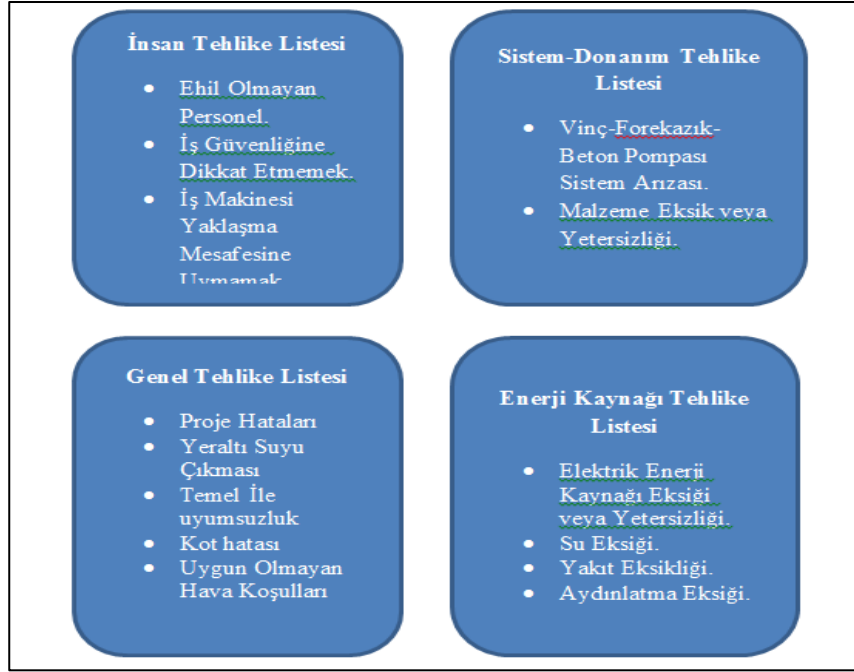 İnsan Tehlike Listesi
• Ehil Olmayan
Personel.
• İş Güvenliğine
Dikkat Etmemek.
• İş Makinesi
Yaklaşma
Mesafesine
Uymamak
Sistem-Donanım Tehlike
Listesi
• Vinç-Forekazık-
Beton Pompası
Sistem Arızası.
• Malzeme Eksik veya
Yetersizliği.
Genel Tehlike Listesi
• Proje Hataları
• Yeraltı Suyu
Çıkması
• Temel İle
uyumsuzluk
• Kot hatası
• Uygun Olmayan
Hava Koşulları
Enerji Kaynağı Tehlike
Listesi
• Elektrik Enerji
Kaynağı Eksiği
veya Yetersizliği.
• Su Eksiği.
• Yakıt Eksikliği.
• Aydınlatma Eksiği.